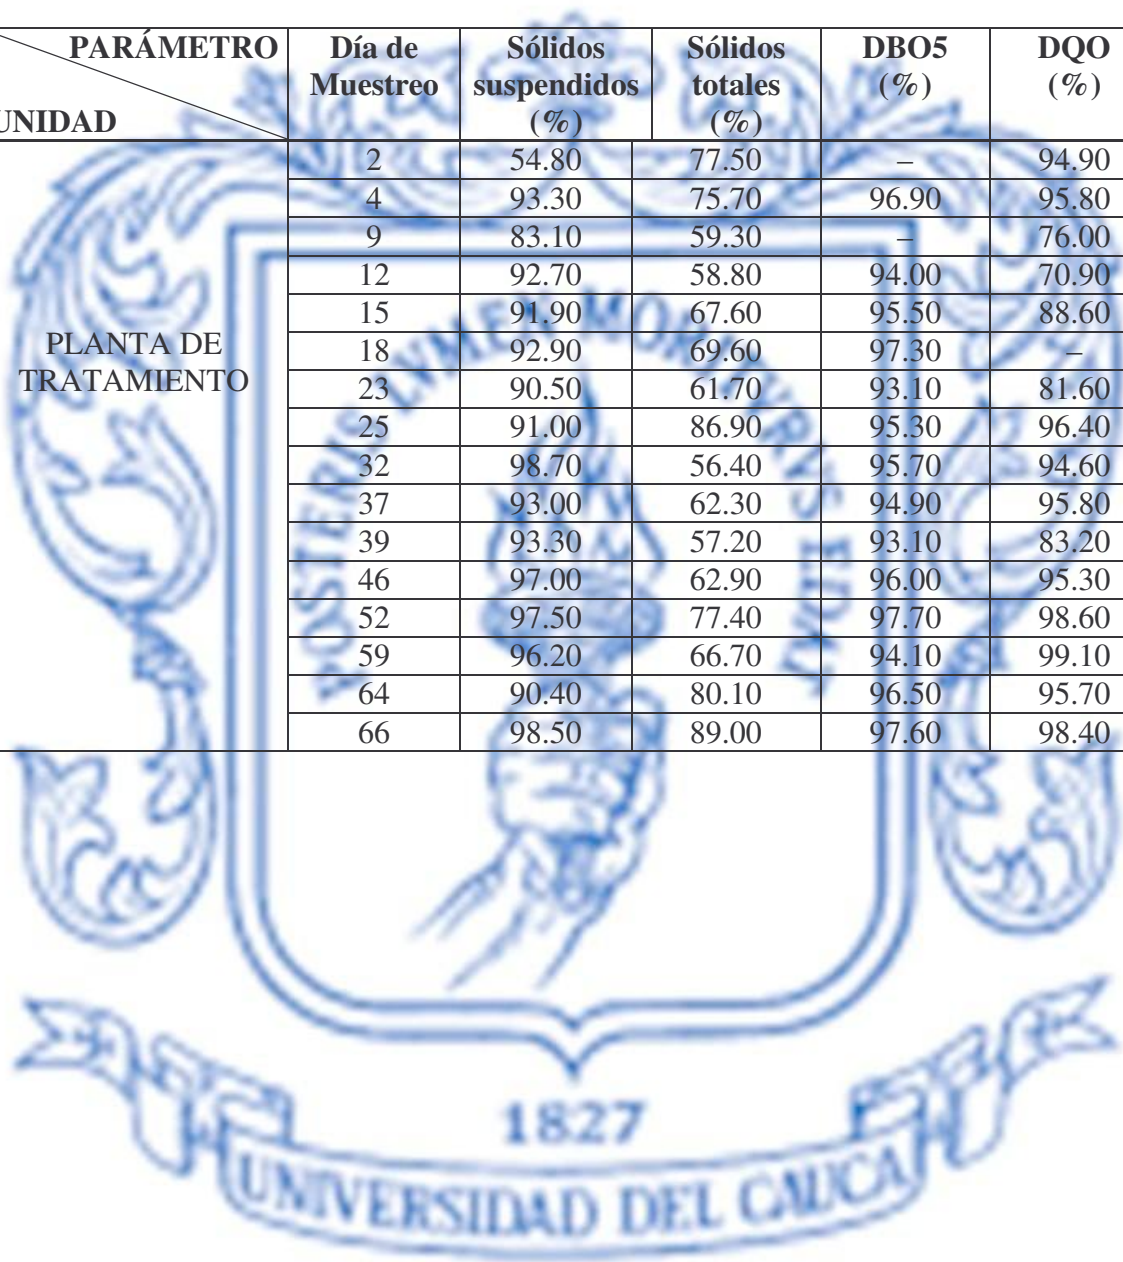 PARÁMETRO Día de Sólidos Sólidos DBO5 DQO
Muestreo suspendidos totales (%) (%)
UNIDAD (%) (%)
2 54.80 77.50 – 94.90
4 93.30 75.70 96.90 95.80
9 83.10 59.30 – 76.00
12 92.70 58.80 94.00 70.90
15 91.90 67.60 95.50 88.60
PLANTA DE
18 92.90 69.60 97.30 –
TRATAMIENTO
23 90.50 61.70 93.10 81.60
25 91.00 86.90 95.30 96.40
32 98.70 56.40 95.70 94.60
37 93.00 62.30 94.90 95.80
39 93.30 57.20 93.10 83.20
46 97.00 62.90 96.00 95.30
52 97.50 77.40 97.70 98.60
59 96.20 66.70 94.10 99.10
64 90.40 80.10 96.50 95.70
66 98.50 89.00 97.60 98.40
POSTERIS LVMEN MORITVRVS EDAT
1827
UNIVERSIDAD DEL CAUCA